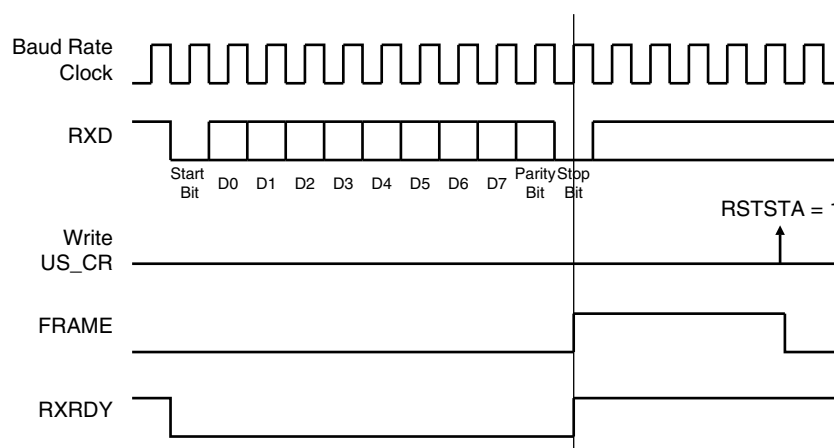 Baud Rate
Clock
RXD
Start
Bit
D0 D1 D2 D3 D4 D5 D6 D7 Parity
Bit
Stop
Bit
RSTSTA = 1
Write
US_CR
FRAME
RXRDY